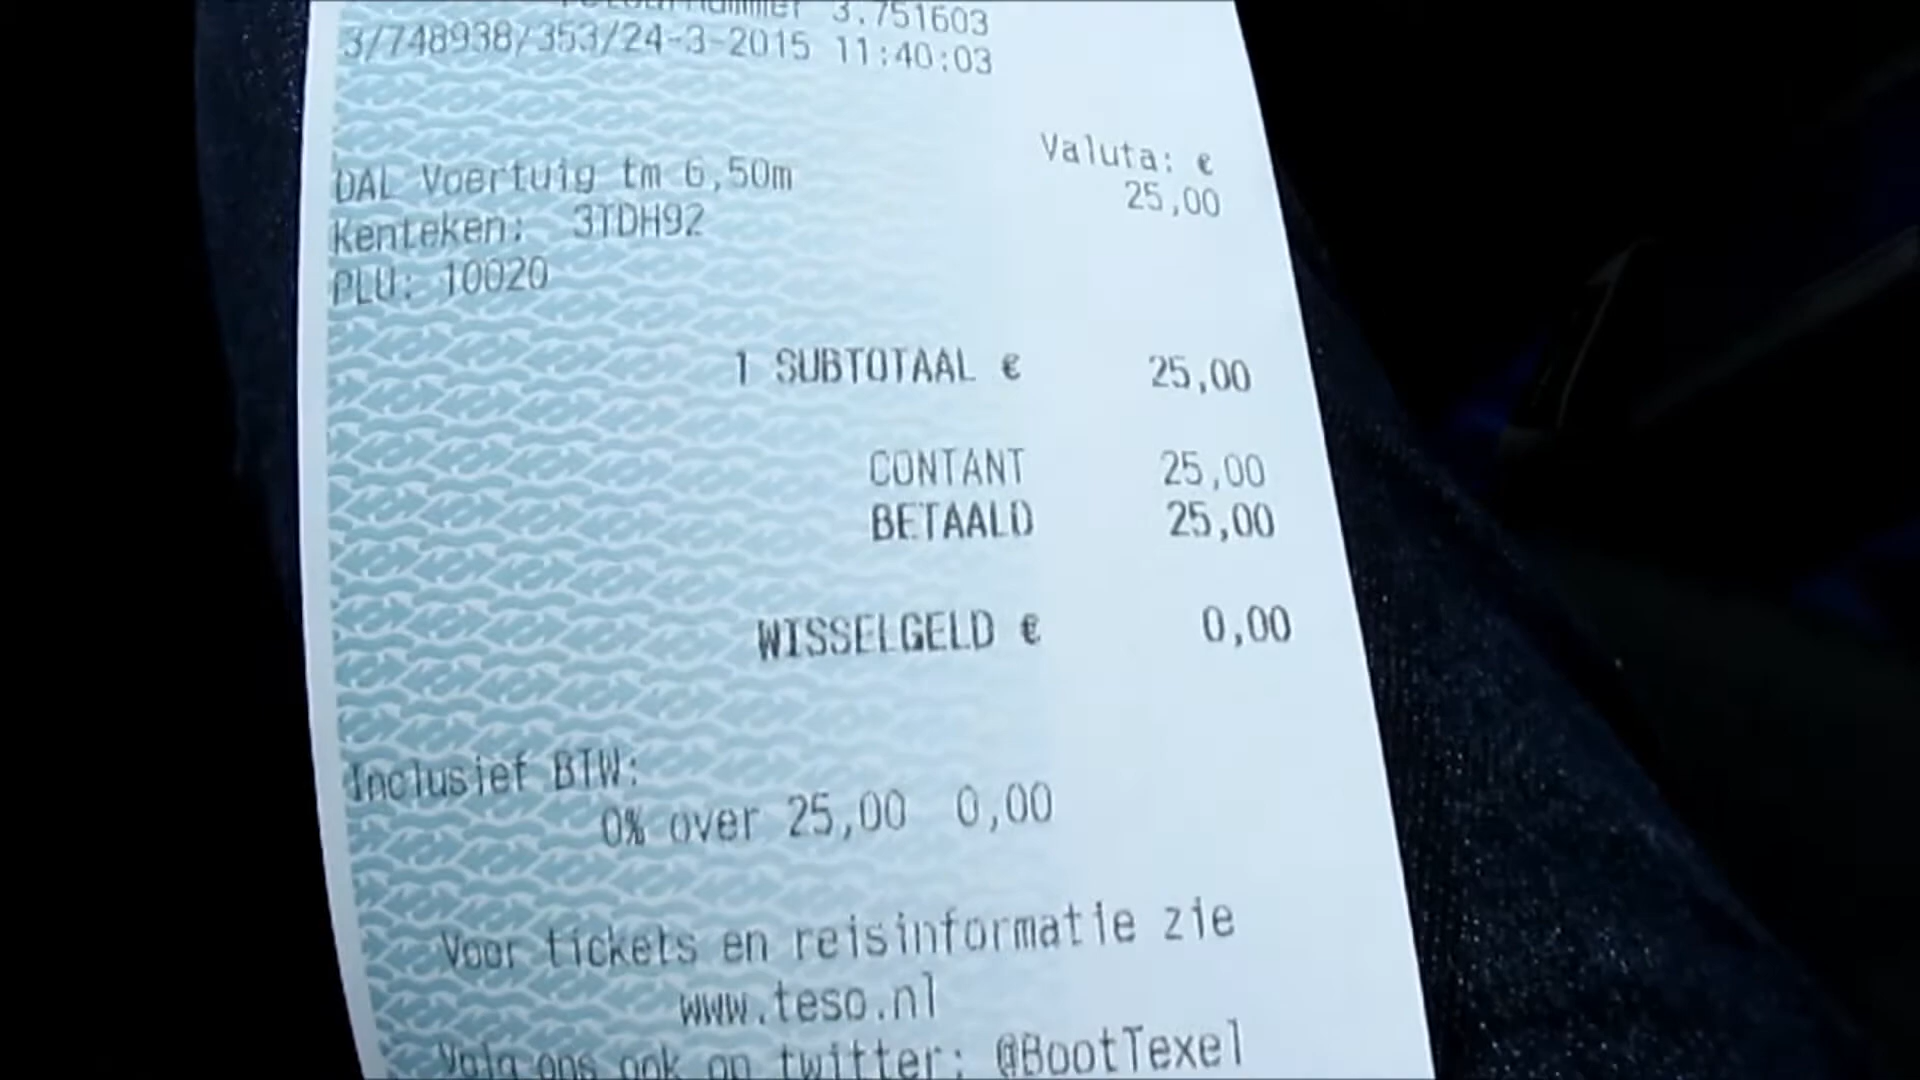 3.751603
3/748938/353/24-3-2015 11:40:03
Valuta: €
DAL Voertuig tm 6,50m 25,00
Kenteken: 3TDH92
PLU: 10020
1 SUBTOTAAL € 25,00
CONTANT 25,00
BETAALD 25,00
WISSELGELD € 0,00
Inclusief BTW:
0% over 25,00 0,00
Voor tickets en reisinformatie zie
www.teso.nl
Volg ons ook op twitter: @BootTexel